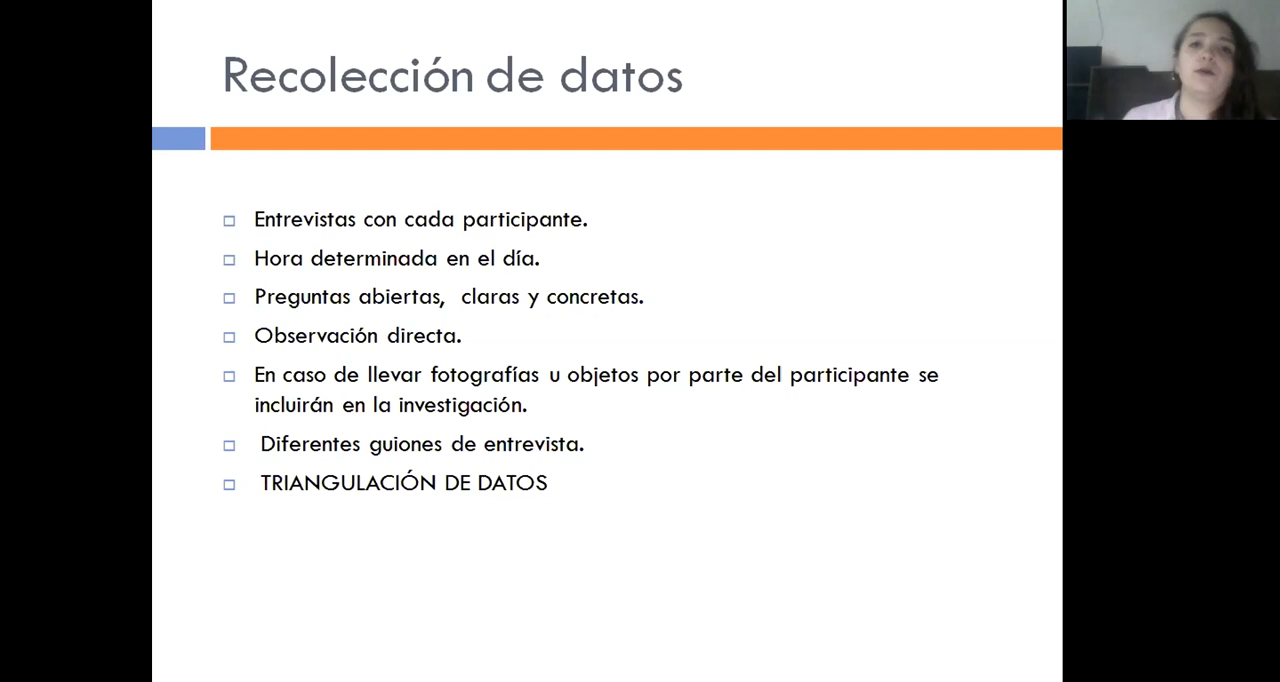 Recolección de datos
Entrevistas con cada participante.
Hora determinada en el día.
Preguntas abiertas,  claras y concretas.
Observación directa.
En caso de llevar fotografías u objetos por parte del participante se
incluirán en la investigación.
Diferentes guiones de entrevista.
TRIANGULACIÓN DE DATOS